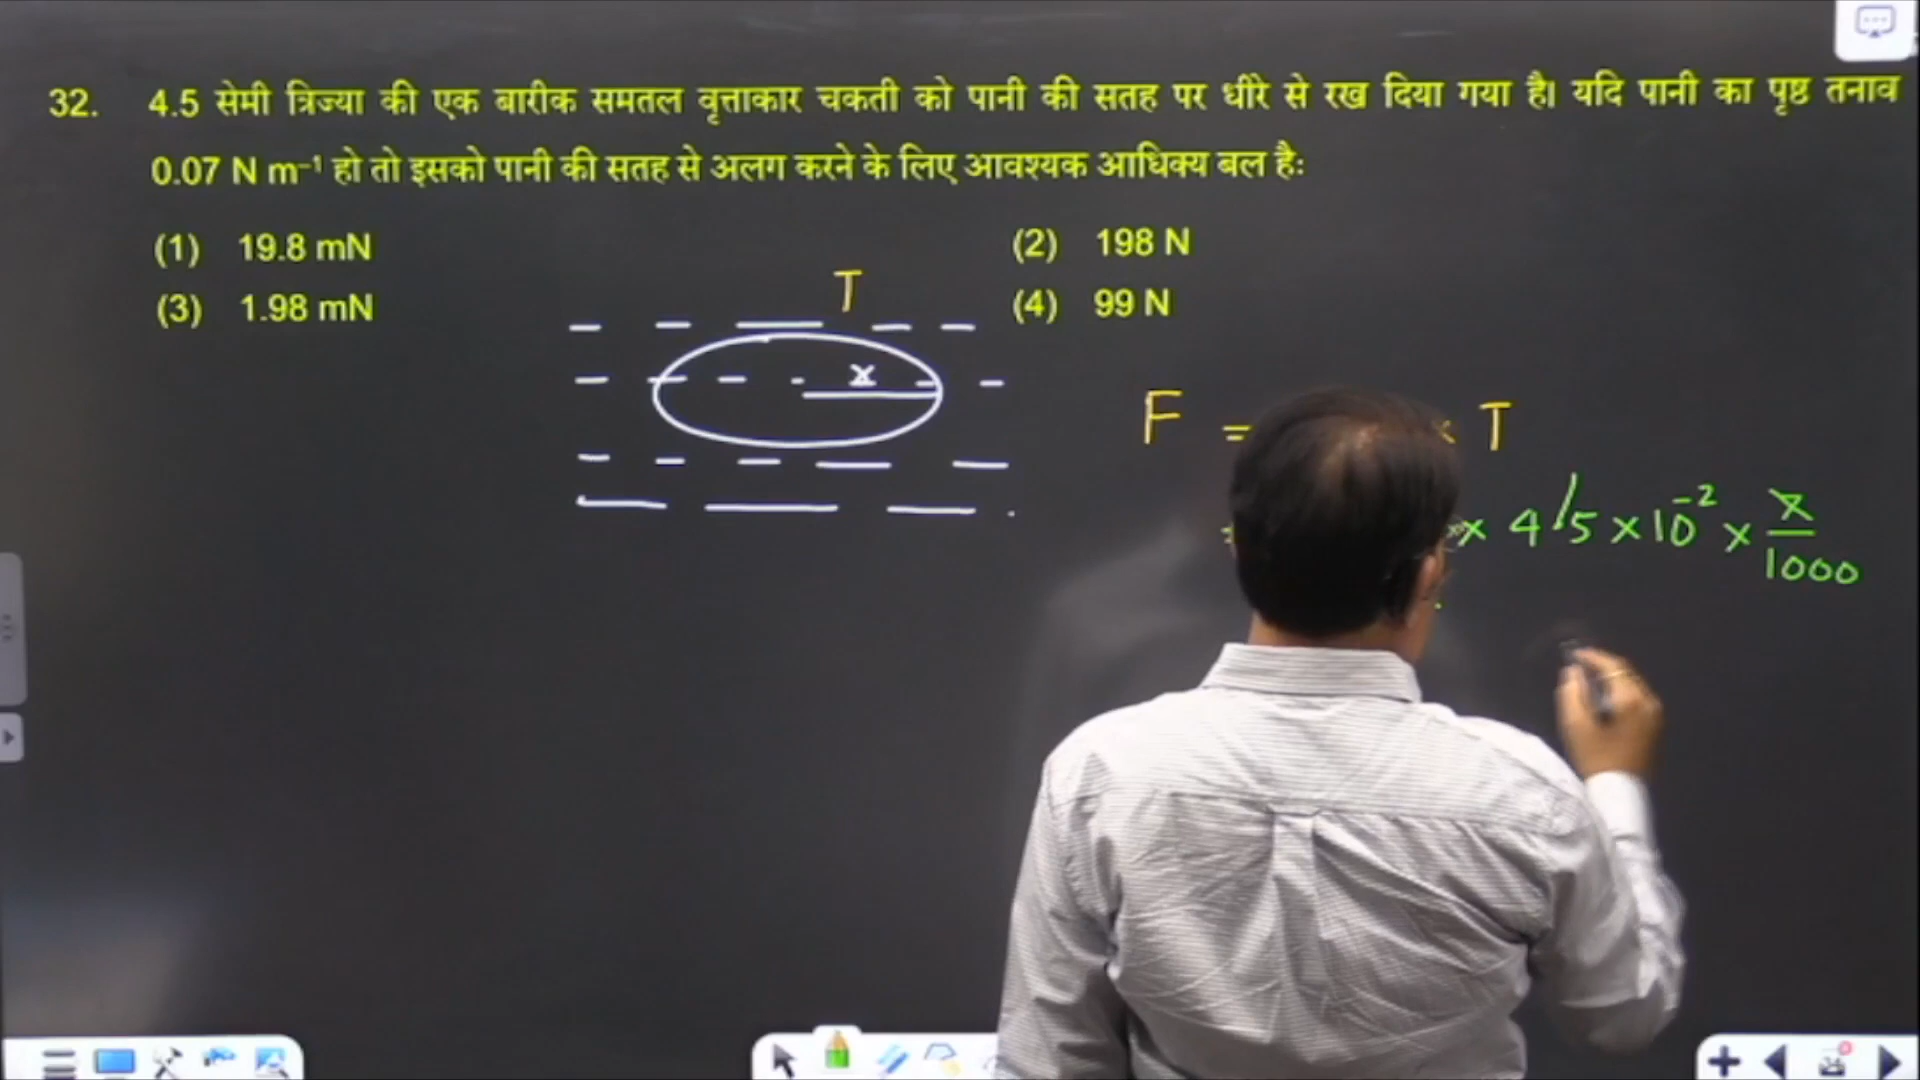 32. 4.5 सेमी त्रिज्या की एक बारीक समतल वृत्ताकार चकती को पानी की सतह पर धीरे से रख दिया गया है। यदि पानी का पृष्ठ तनाव
0.07 N m⁻¹ हो तो इसको पानी की सतह से अलग करने के लिए आवश्यक आधिक्य बल है:
(1) 19.8 mN (2) 198 N
(3) 1.98 mN (4) 99 N
T
F = × T
× 45 × 10⁻² × / 1000